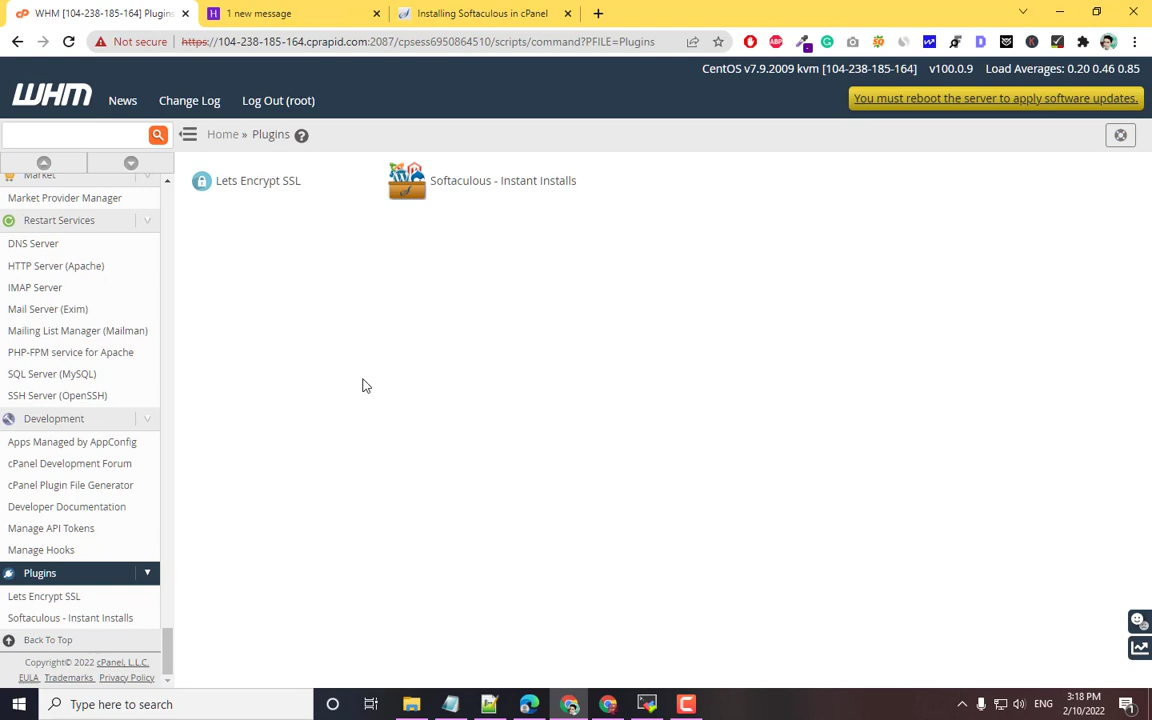 WHM [104-238-185-164] Plugins
1 new message
Installing Softaculous in cPanel
Not secure
https://104-238-185-164.cprapid.com:2087/cpsess6950864510/scripts/command?PFILE=Plugins
CentOS v7.9.2009 kvm [104-238-185-164] v100.0.9 Load Averages: 0.20 0.46 0.85
WHM
News
Change Log
Log Out (root)
You must reboot the server to apply software updates.
Home » Plugins
Market
Market Provider Manager
Restart Services
DNS Server
HTTP Server (Apache)
IMAP Server
Mail Server (Exim)
Mailing List Manager (Mailman)
PHP-FPM service for Apache
SQL Server (MySQL)
SSH Server (OpenSSH)
Development
Apps Managed by AppConfig
cPanel Development Forum
cPanel Plugin File Generator
Developer Documentation
Manage API Tokens
Manage Hooks
Plugins
Lets Encrypt SSL
Softaculous - Instant Installs
Back To Top
Copyright© 2022 cPanel, L.L.C.
EULA Trademarks Privacy Policy
Lets Encrypt SSL
Softaculous - Instant Installs
Type here to search
ENG
3:18 PM
2/10/2022